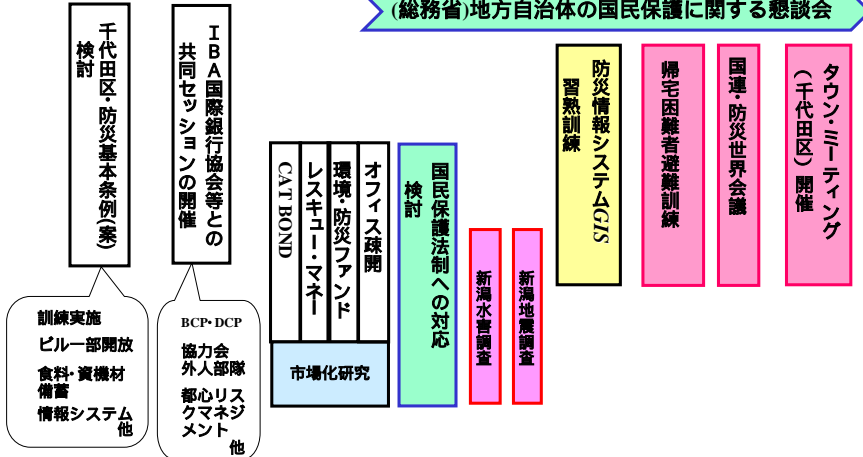 (総務省)地方自治体の国民保護に関する懇談会
千代田区・防災基本条例(案)
検討
IBA国際銀行協会等との
共同セッションの開催
CAT BOND
レスキュー・マネー
環境・防災ファンド
オフィス疎開
市場化研究
国民保護法制への対応
検討
新潟水害調査
新潟地震調査
防災情報システムGIS
習熟訓練
帰宅困難者避難訓練
国連・防災世界会議
タウン・ミーティング
(千代田区)開催
訓練実施
ビル一部開放
食料・資機材
備蓄
情報システム
他
BCP・DCP
協力会
外人部隊
都心リス
クマネジ
メント
他